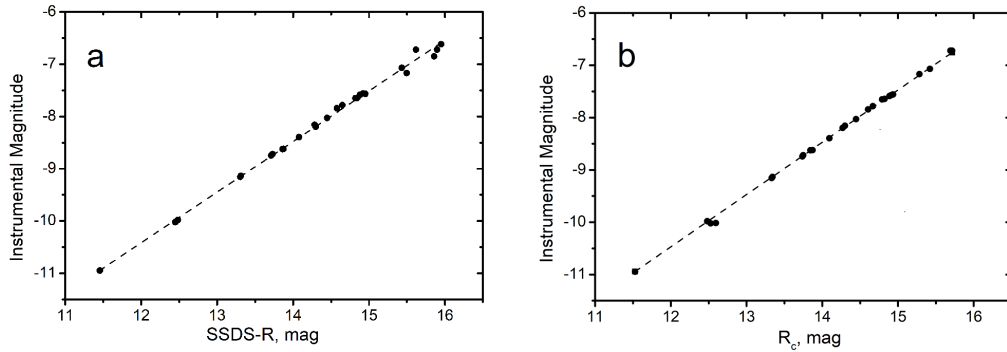 a
-6
-7
-8
-9
-10
-11
Instrumental Magnitude
11 12 13 14 15 16
SSDS-R, mag
b
-6
-7
-8
-9
-10
-11
Instrumental Magnitude
11 12 13 14 15 16
Rc, mag